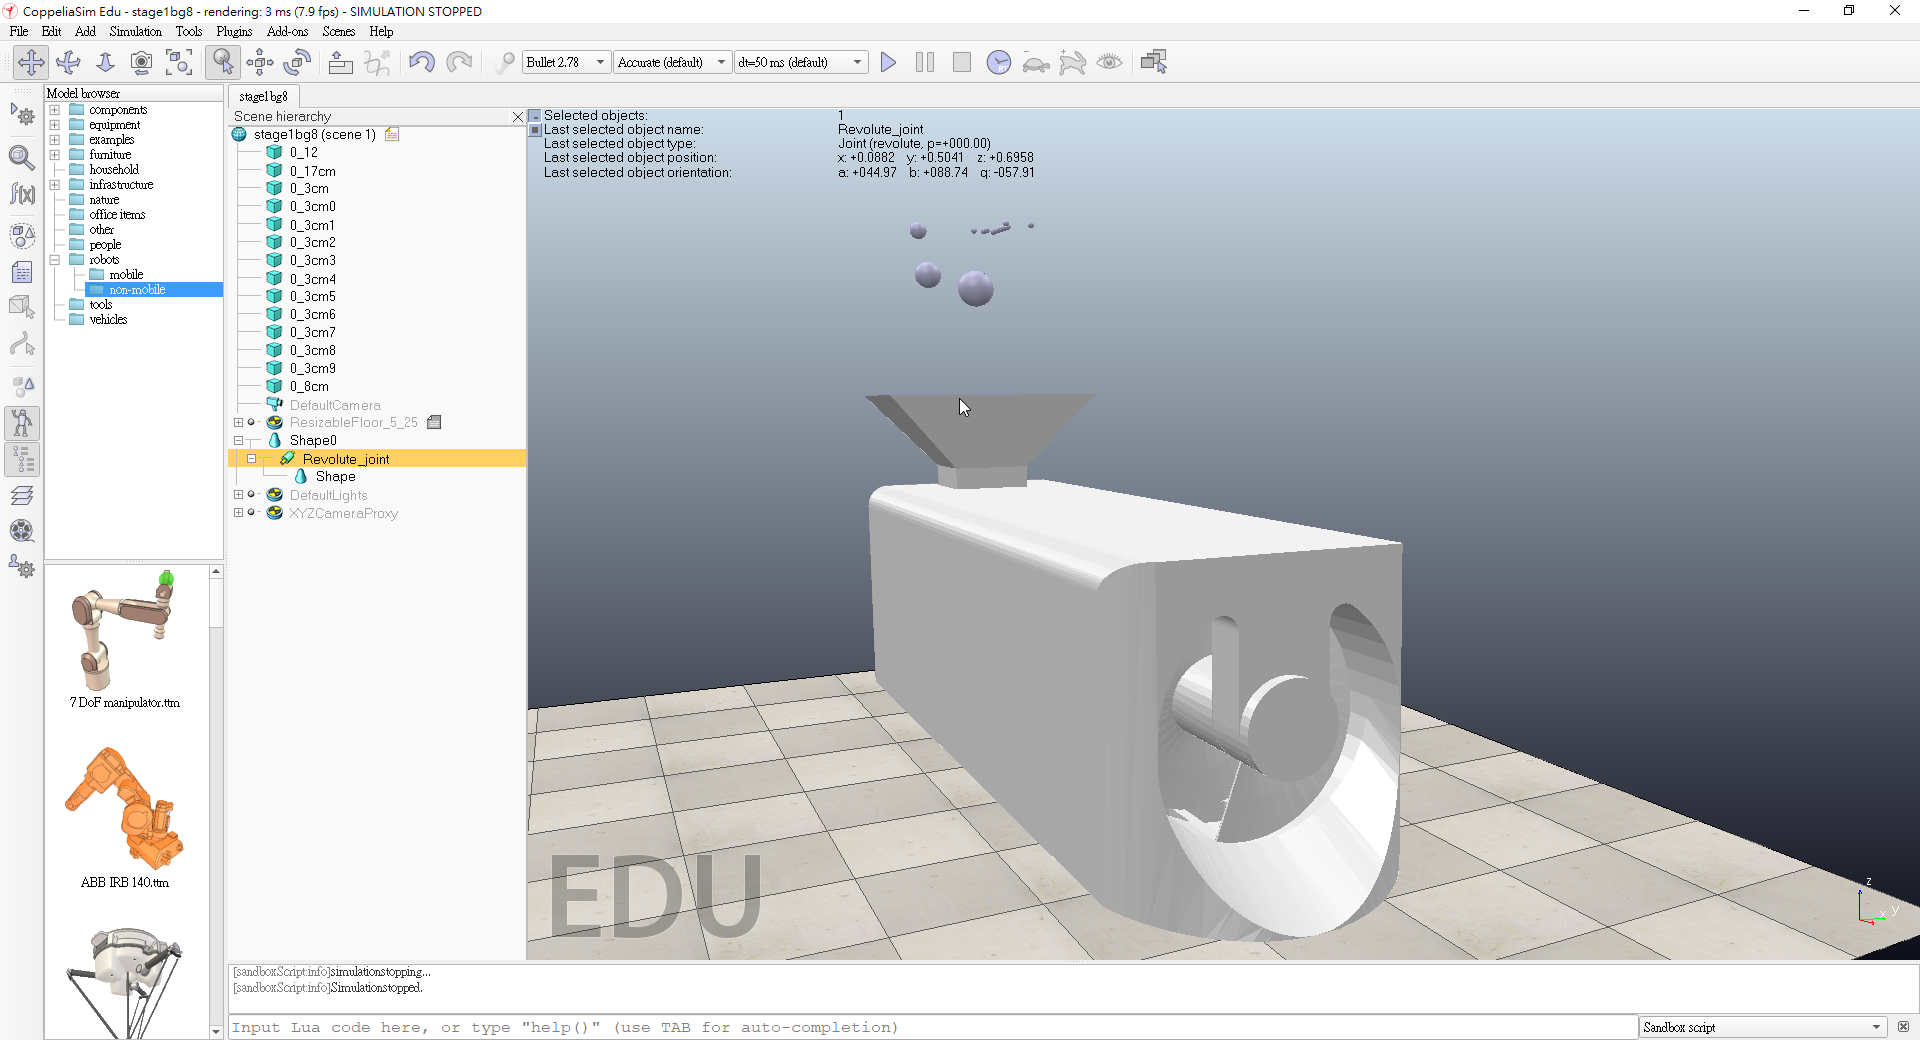 CoppeliaSim Edu - stage1bg8 - rendering: 3 ms (7.9 fps) - SIMULATION STOPPED
File Edit Add Simulation Tools Plugins Add-ons Scenes Help
Bullet 2.78 Accurate (default) dt=50 ms (default)
RT
f(x)
Model browser
components
equipment
examples
furniture
household
infrastructure
nature
office items
other
people
robots
mobile
non-mobile
tools
vehicles
7 DoF manipulator.ttm
ABB IRB 140.ttm
stage1bg8
Scene hierarchy
stage1bg8 (scene 1)
0_12
0_17cm
0_3cm
0_3cm0
0_3cm1
0_3cm2
0_3cm3
0_3cm4
0_3cm5
0_3cm6
0_3cm7
0_3cm8
0_3cm9
0_8cm
DefaultCamera
ResizableFloor_5_25
Shape0
Revolute_joint
Shape
DefaultLights
XYZCameraProxy
Selected objects: 1
Last selected object name: Revolute_joint
Last selected object type: Joint (revolute, p=+000.00)
Last selected object position: x: +0.0882 y: +0.5041 z: +0.6958
Last selected object orientation: a: +044.97 b: +088.74 q: -057.91
EDU
z
x y
[sandboxScript:info]simulationstopping...
[sandboxScript:info]Simulationstopped.
Input Lua code here, or type "help()" (use TAB for auto-completion)
Sandbox script